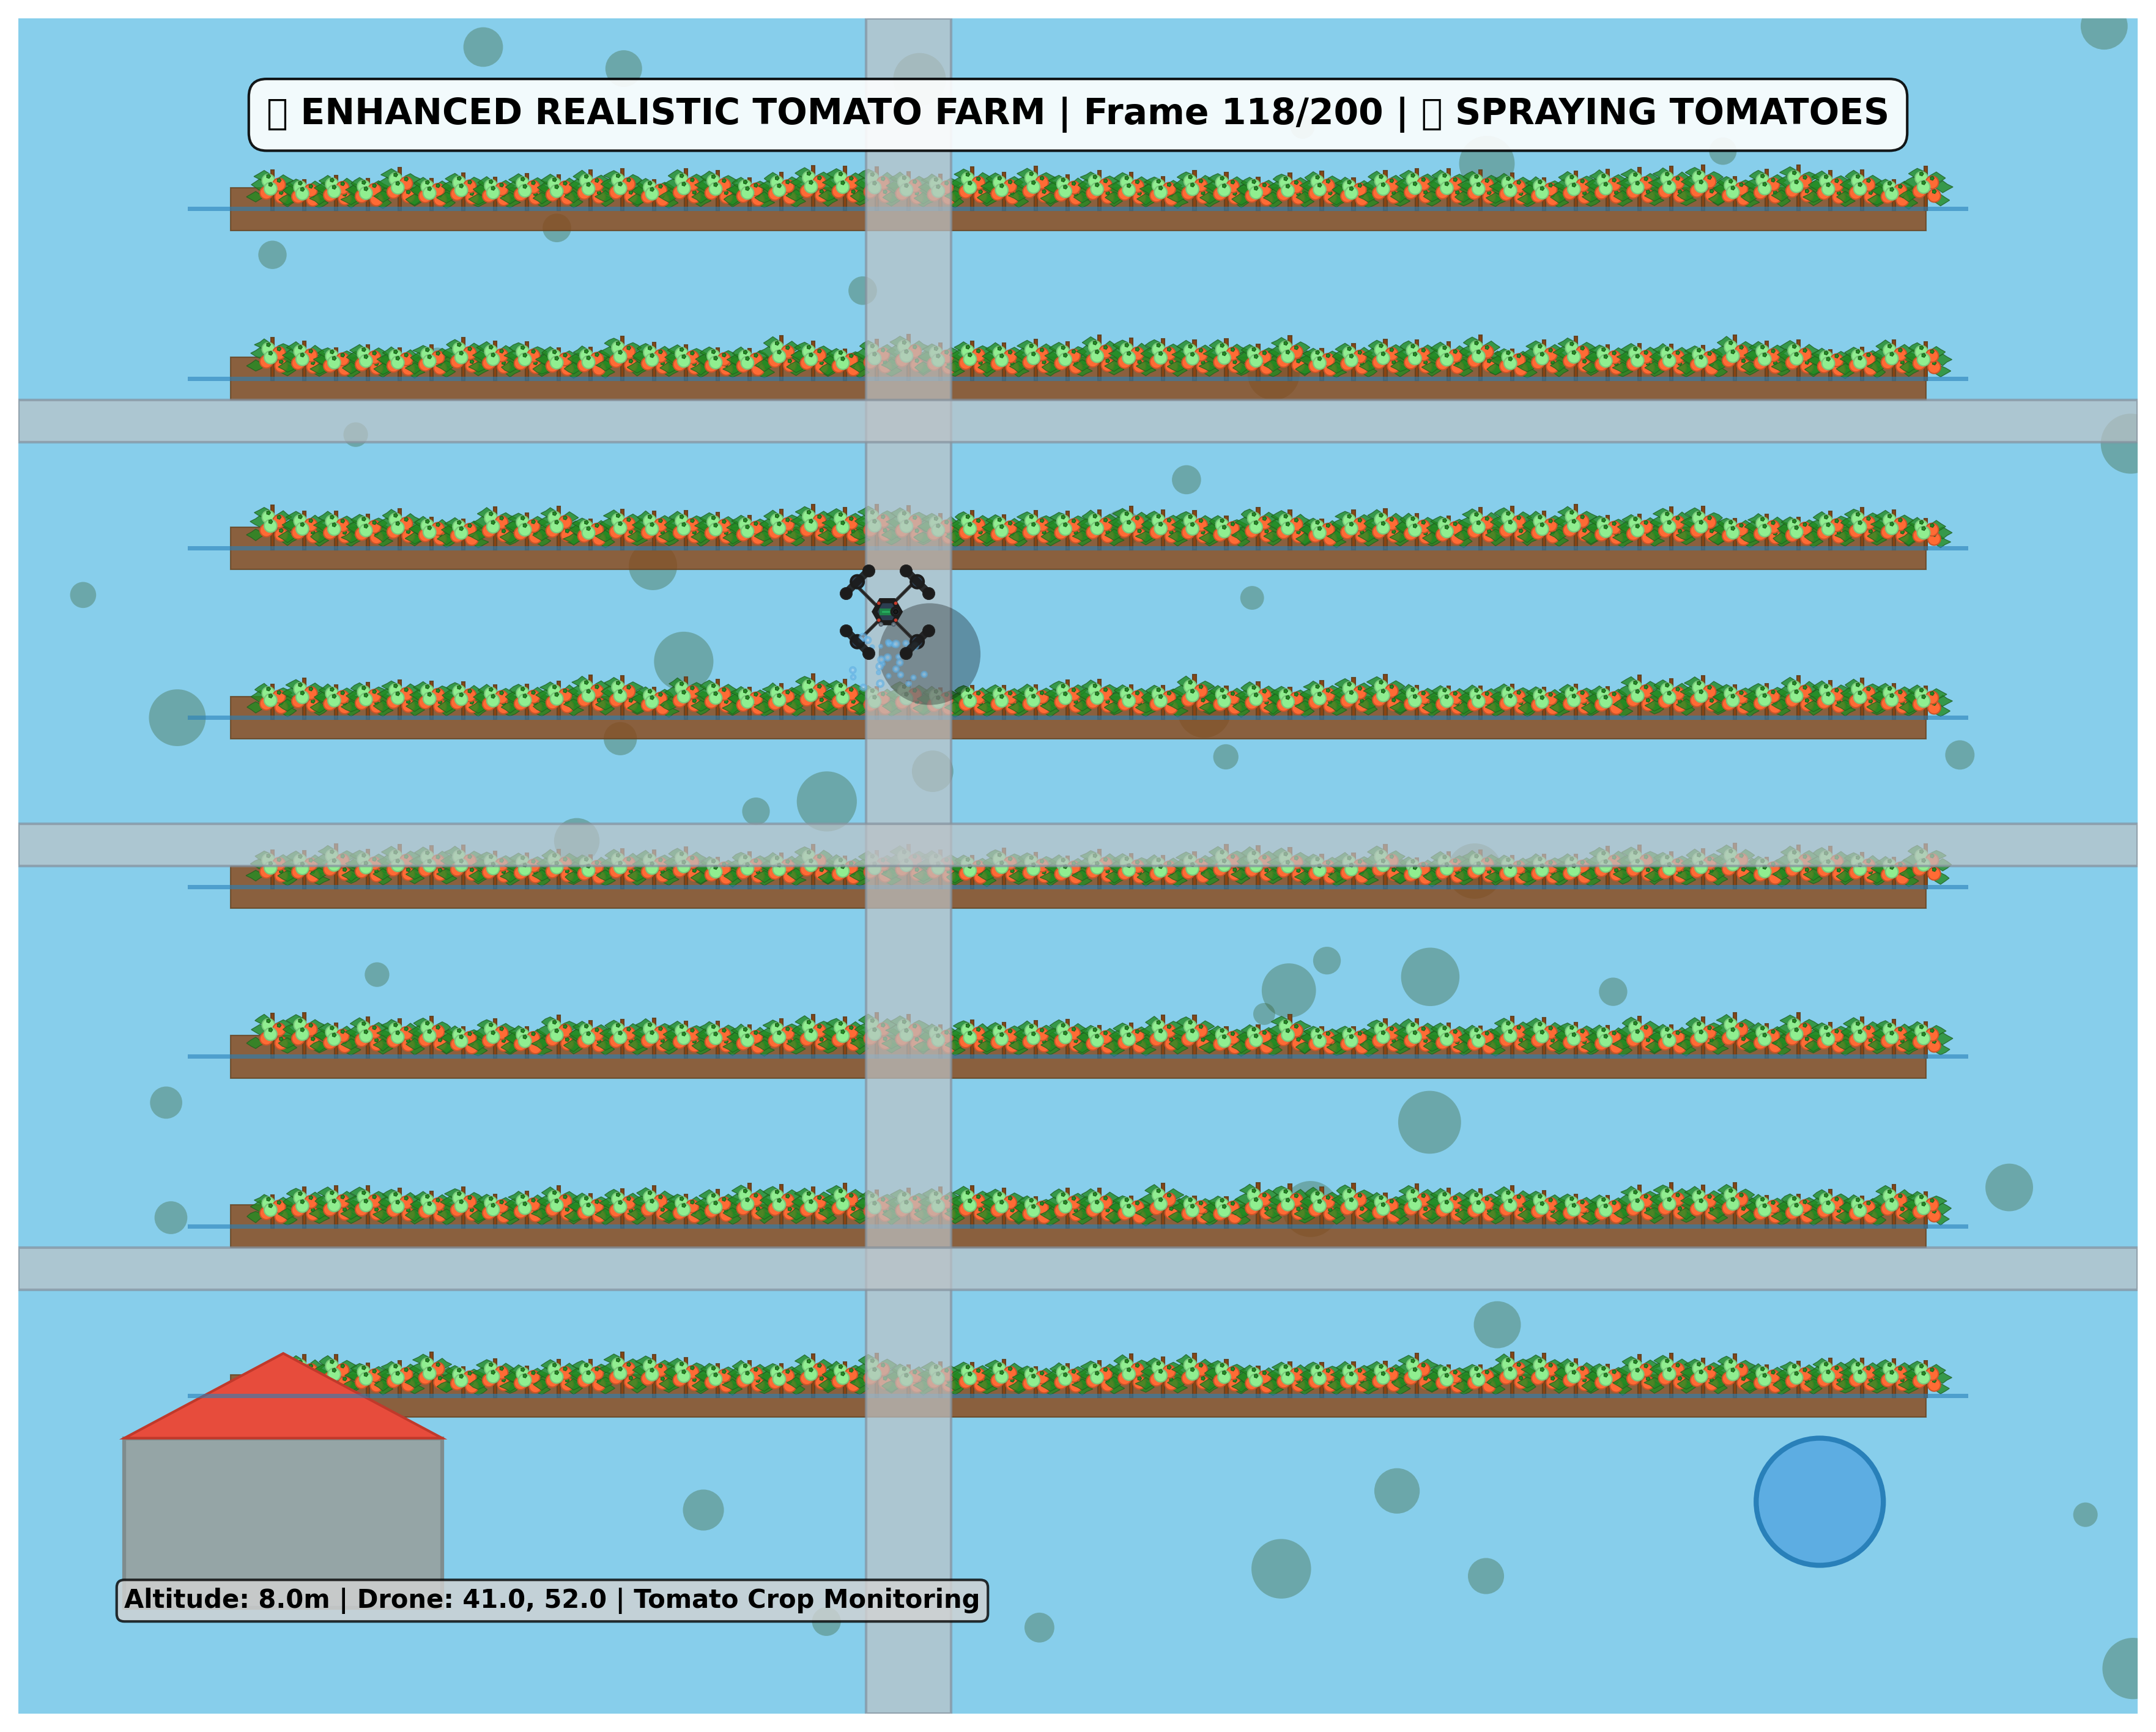 ▯ ENHANCED REALISTIC TOMATO FARM | Frame 118/200 | ▯ SPRAYING TOMATOES
Altitude: 8.0m | Drone: 41.0, 52.0 | Tomato Crop Monitoring